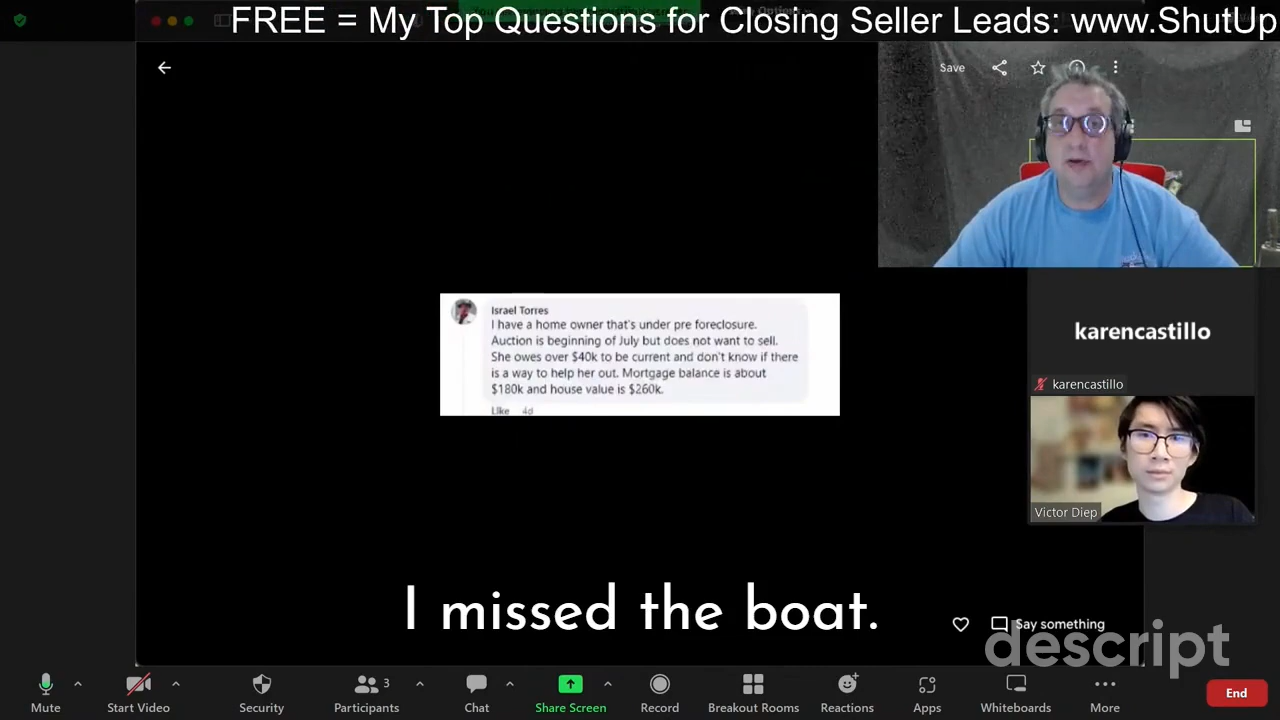 FREE = My Top Questions for Closing Seller Leads: www.ShutUp
Save
karencastillo
Israel Torres
I have a home owner that's under pre foreclosure.
Auction is beginning of July but does not want to sell.
She owes over $40k to be current and don't know if there
is a way to help her out. Mortgage balance is about
$180k and house value is $260k.
Like 4d
karencastillo
Victor Diep
I missed the boat.
Say something
descript
Mute
Start Video
Security
Participants
3
Chat
Share Screen
Record
Breakout Rooms
Reactions
Apps
Whiteboards
More
End